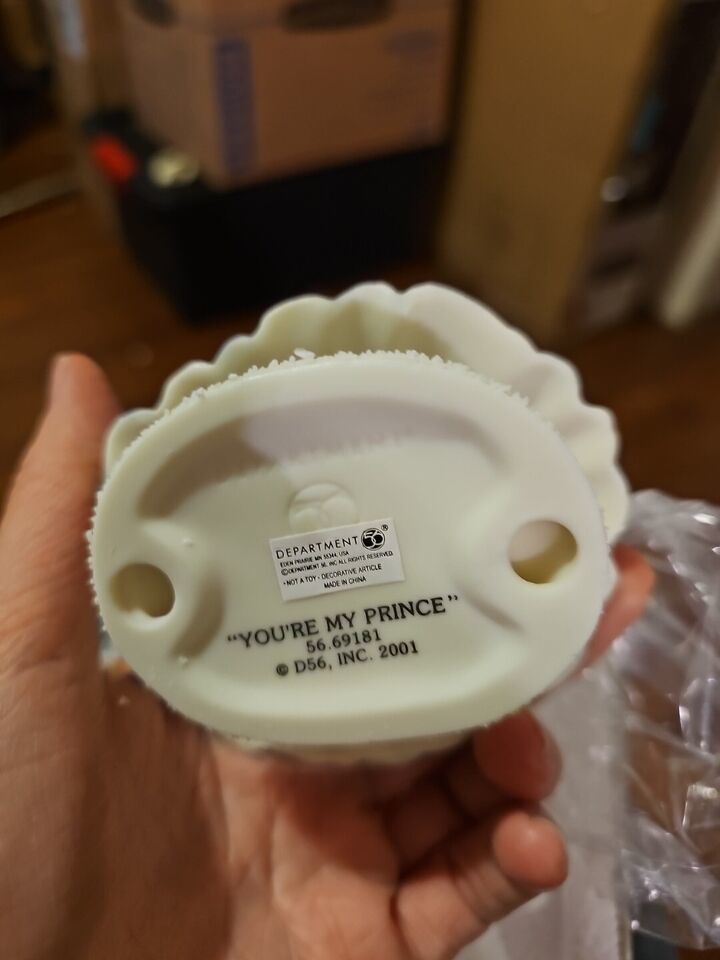 DEPARTMENT 56®
EDEN PRAIRIE MN 55344, USA
©DEPARTMENT 56, INC ALL RIGHTS RESERVED.
• NOT A TOY • DECORATIVE ARTICLE
MADE IN CHINA
“YOU'RE MY PRINCE”
56.69181
© D56, INC. 2001